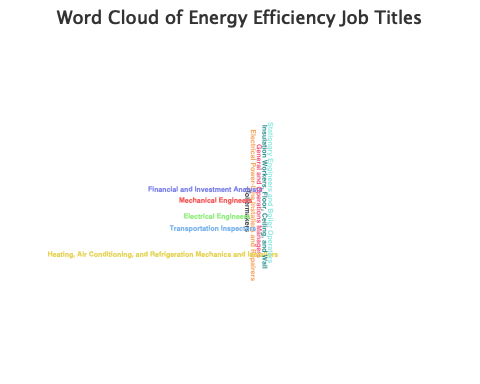 Word Cloud of Energy Efficiency Job Titles
Financial and Investment Analysts
Mechanical Engineers
Electrical Engineers
Transportation Inspectors
Heating, Air Conditioning, and Refrigeration Mechanics and Installers
Boilermakers
Electrical Power-Line Installers and Repairers
General and Operations Managers
Insulation Workers, Floor, Ceiling, and Wall
Stationary Engineers and Boiler Operators